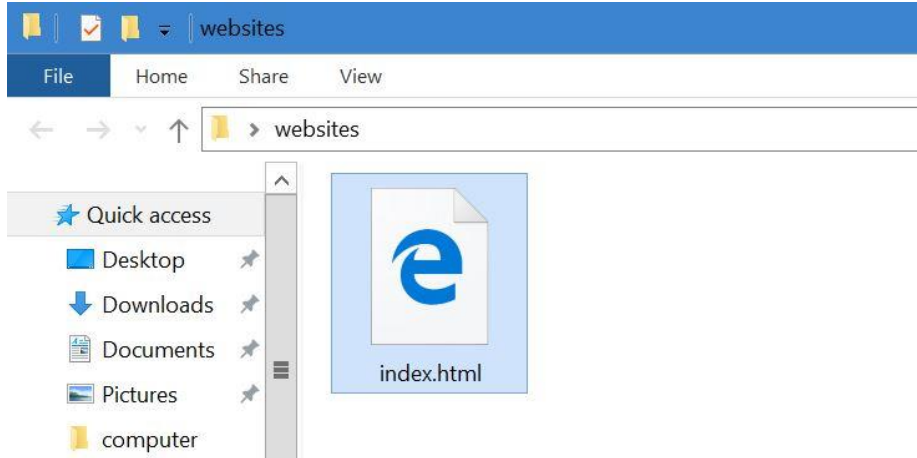 websites
File Home Share View
websites
Quick access
Desktop
Downloads
Documents
Pictures
computer
index.html